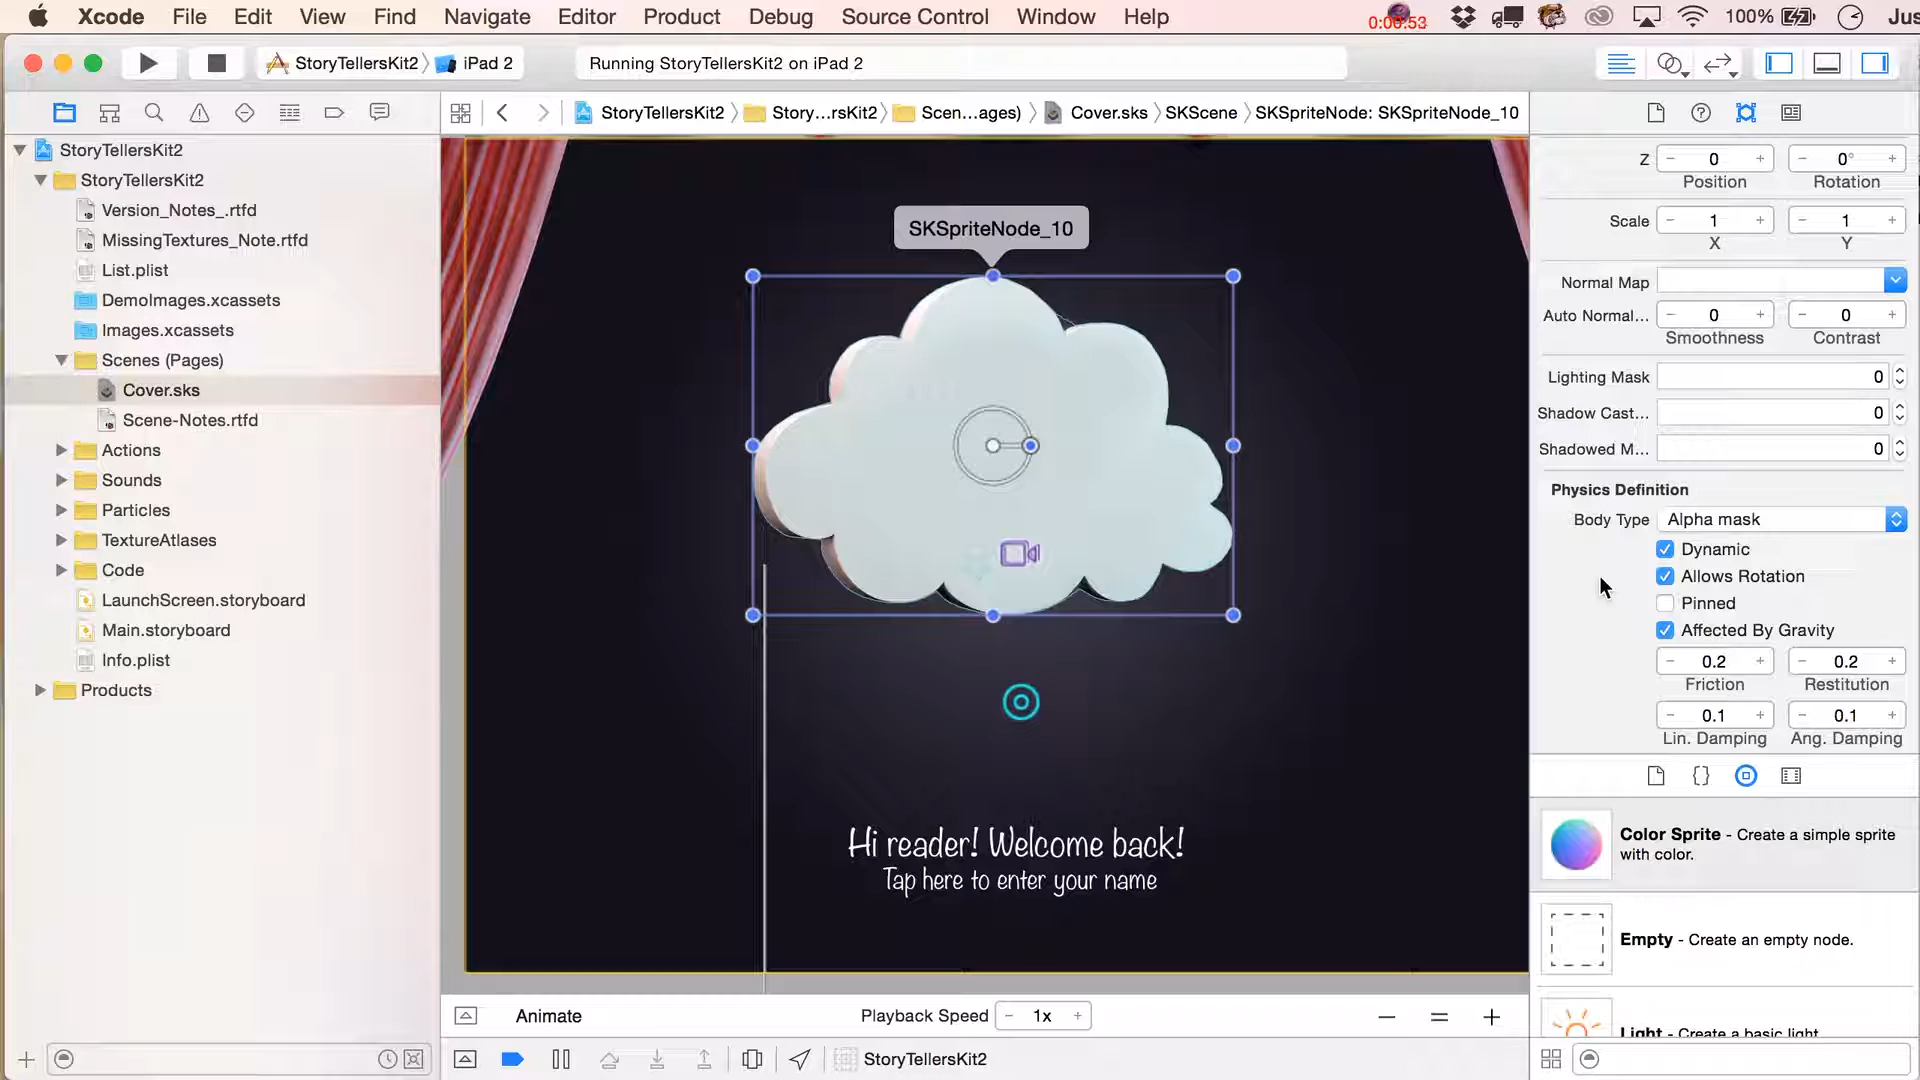 Xcode File Edit View Find Navigate Editor Product Debug Source Control Window Help 0:00:53 100% Jus
StoryTellersKit2 iPad 2 Running StoryTellersKit2 on iPad 2
StoryTellersKit2 Story...rsKit2 Scen...ages) Cover.sks SKScene SKSpriteNode: SKSpriteNode_10
StoryTellersKit2
StoryTellersKit2
Version_Notes_.rtfd
MissingTextures_Note.rtfd
List.plist
DemoImages.xcassets
Images.xcassets
Scenes (Pages)
Cover.sks
Scene-Notes.rtfd
Actions
Sounds
Particles
TextureAtlases
Code
LaunchScreen.storyboard
Main.storyboard
Info.plist
Products
SKSpriteNode_10
Hi reader! Welcome back!
Tap here to enter your name
Animate Playback Speed − 1x +
StoryTellersKit2
Z − 0 + − 0° +
Position Rotation
Scale − 1 + − 1 +
X Y
Normal Map
Auto Normal... − 0 + − 0 +
Smoothness Contrast
Lighting Mask 0
Shadow Cast... 0
Shadowed M... 0
Physics Definition
Body Type Alpha mask
Dynamic
Allows Rotation
Pinned
Affected By Gravity
− 0.2 + − 0.2 +
Friction Restitution
− 0.1 + − 0.1 +
Lin. Damping Ang. Damping
Color Sprite - Create a simple sprite
with color.
Empty - Create an empty node.
Light - Create a basic light